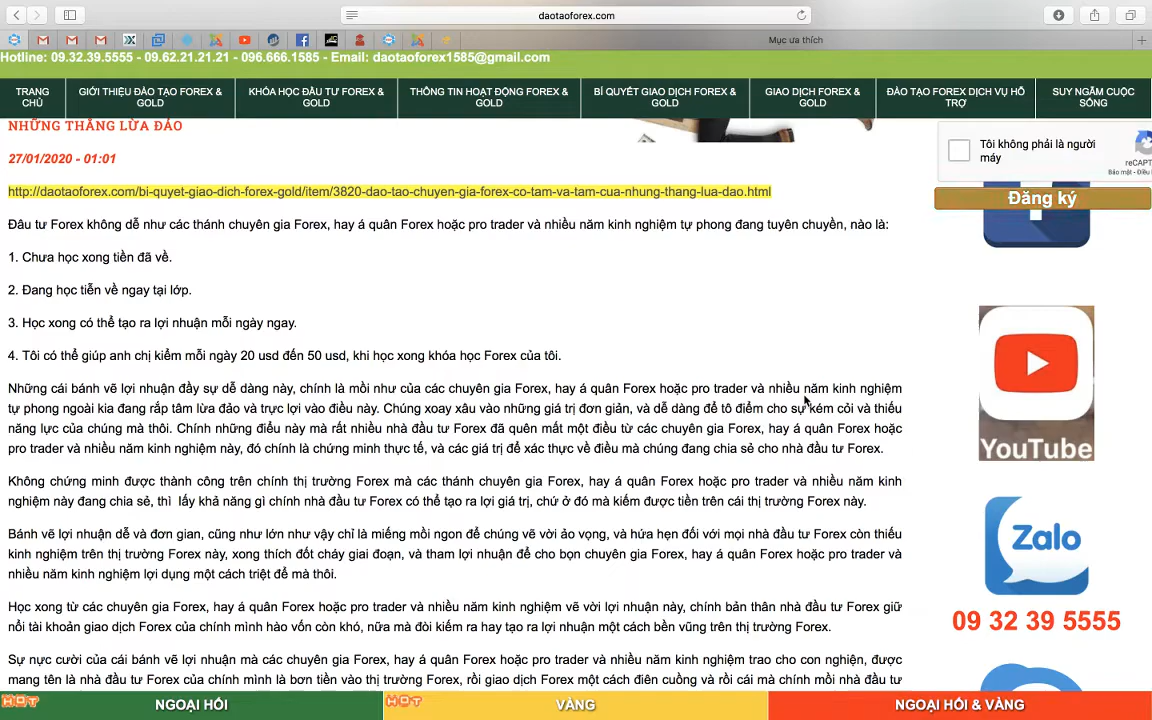 daotaoforex.com
Mục ưa thích
Hotline: 09.32.39.5555 - 09.62.21.21.21 - 096.666.1585 - Email: daotaoforex1585@gmail.com
TRANG CHỦ
GIỚI THIỆU ĐÀO TẠO FOREX & GOLD
KHÓA HỌC ĐẦU TƯ FOREX & GOLD
THÔNG TIN HOẠT ĐỘNG FOREX & GOLD
BÍ QUYẾT GIAO DỊCH FOREX & GOLD
GIAO DỊCH FOREX & GOLD
ĐÀO TẠO FOREX DỊCH VỤ HỖ TRỢ
SUY NGẪM CUỘC SỐNG
NHỮNG THẰNG LỪA ĐẢO
27/01/2020 - 01:01
http://daotaoforex.com/bi-quyet-giao-dich-forex-gold/item/3820-dao-tao-chuyen-gia-forex-co-tam-va-tam-cua-nhung-thang-lua-dao.html
Đâu tư Forex không dễ như các thánh chuyên gia Forex, hay á quân Forex hoặc pro trader và nhiều năm kinh nghiệm tự phong đang tuyên chuyền, nào là:
1. Chưa học xong tiền đã về.
2. Đang học tiền về ngay tại lớp.
3. Học xong có thể tạo ra lợi nhuận mỗi ngày ngay.
4. Tôi có thể giúp anh chị kiểm mỗi ngày 20 usd đến 50 usd, khi học xong khóa học Forex của tôi.
Những cái bánh vẽ lợi nhuận đầy sự dễ dàng này, chính là mồi như của các chuyên gia Forex, hay á quân Forex hoặc pro trader và nhiều năm kinh nghiệm
tự phong ngoài kia đang rắp tâm lừa đảo và trực lợi vào điều này. Chúng xoay xâu vào những giá trị đơn giản, và dễ dàng để tô điểm cho sự kém cỏi và thiếu
năng lực của chúng mà thôi. Chính những điều này mà rất nhiều nhà đầu tư Forex đã quên mất một điều từ các chuyên gia Forex, hay á quân Forex hoặc
pro trader và nhiều năm kinh nghiệm này, đó chính là chứng minh thực tế, và các giá trị để xác thực về điều mà chúng đang chia sẻ cho nhà đầu tư Forex.
Không chứng minh được thành công trên chính thị trường Forex mà các thánh chuyên gia Forex, hay á quân Forex hoặc pro trader và nhiều năm kinh
nghiệm này đang chia sẻ, thì lấy khả năng gì chính nhà đầu tư Forex có thể tạo ra lợi giá trị, chứ ở đó mà kiếm được tiền trên cái thị trường Forex này.
Bánh vẽ lợi nhuận dễ và đơn gian, cũng như lớn như vậy chỉ là miếng mồi ngon để chúng vẽ vời ảo vọng, và hứa hẹn đối với mọi nhà đầu tư Forex còn thiếu
kinh nghiệm trên thị trường Forex này, xong thích đốt cháy giai đoạn, và tham lợi nhuận để cho bọn chuyên gia Forex, hay á quân Forex hoặc pro trader và
nhiều năm kinh nghiệm lợi dụng một cách triệt để mà thôi.
Học xong từ các chuyên gia Forex, hay á quân Forex hoặc pro trader và nhiều năm kinh nghiệm vẽ vời lợi nhuận này, chính bản thân nhà đầu tư Forex giữ
nổi tài khoản giao dịch Forex của chính mình hào vốn còn khó, nữa mà đòi kiếm ra hay tạo ra lợi nhuận một cách bền vững trên thị trường Forex.
Sự nực cười của cái bánh vẽ lợi nhuận mà các chuyên gia Forex, hay á quân Forex hoặc pro trader và nhiều năm kinh nghiệm trao cho con nghiện, được
mang tên là nhà đầu tư Forex của chính mình là bơn tiền vào thị trường Forex, rồi giao dịch Forex một cách điên cuồng và rồi cái mà chính mồi nhà đầu tư
Tôi không phải là người máy
reCAPT
Bảo mật - Điều
Đăng ký
YouTube
Zalo
09 32 39 5555
HOT
NGOẠI HỐI
HOT
VÀNG
NGOẠI HỐI & VÀNG